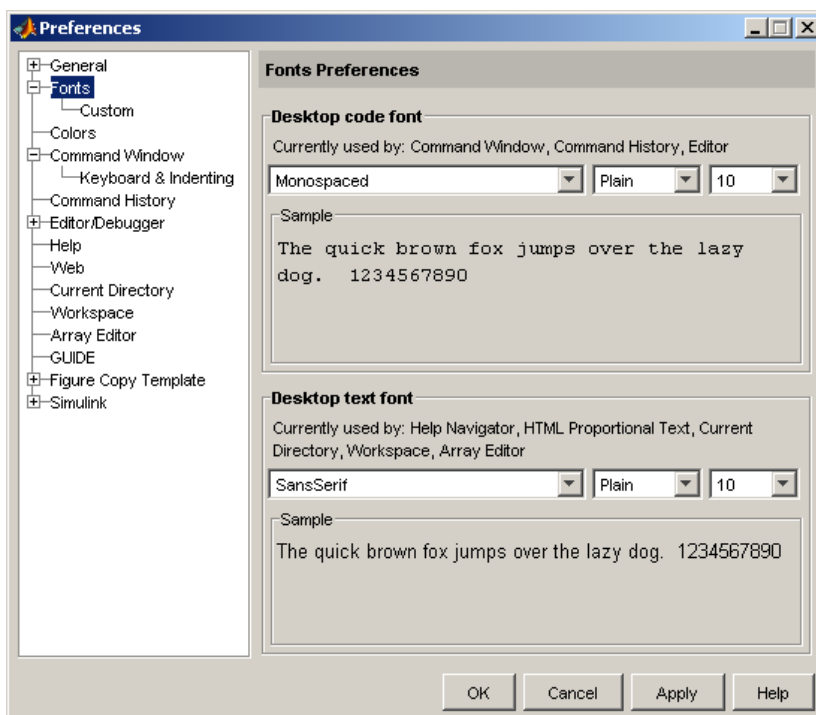 Preferences
General
Fonts
Custom
Colors
Command Window
Keyboard & Indenting
Command History
Editor/Debugger
Help
Web
Current Directory
Workspace
Array Editor
GUIDE
Figure Copy Template
Simulink
Fonts Preferences
Desktop code font
Currently used by: Command Window, Command History, Editor
Monospaced Plain 10
Sample
The quick brown fox jumps over the lazy
dog. 1234567890
Desktop text font
Currently used by: Help Navigator, HTML Proportional Text, Current
Directory, Workspace, Array Editor
SansSerif Plain 10
Sample
The quick brown fox jumps over the lazy dog. 1234567890
OK Cancel Apply Help